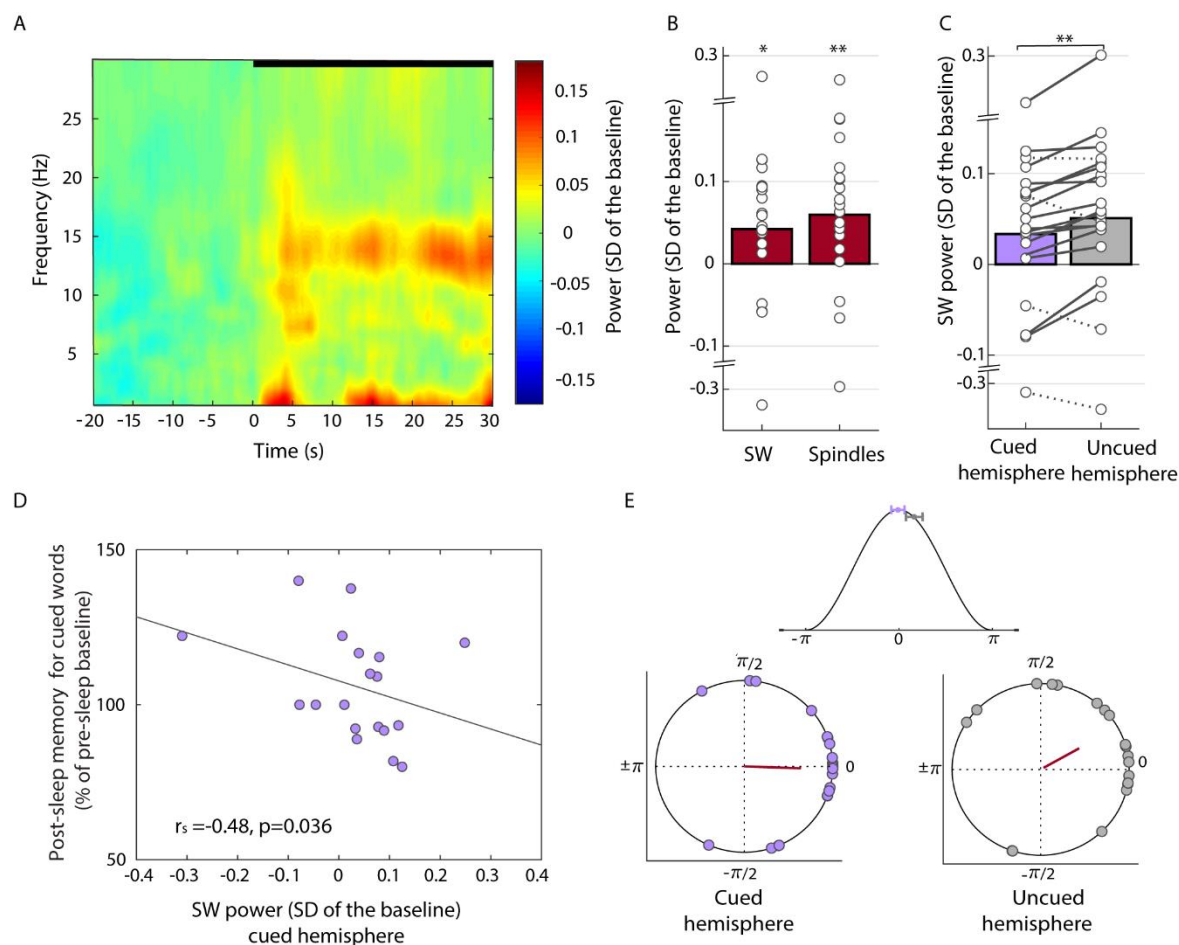 A
Frequency (Hz)
25
20
15
10
5
-20 -15 -10 -5 0 5 10 15 20 25 30
Time (s)
0.15
0.1
0.05
0
-0.05
-0.1
-0.15
Power (SD of the baseline)
B
Power (SD of the baseline)
0.3
0.1
0
-0.1
-0.3
* **
SW Spindles
C
SW power (SD of the baseline)
**
0.3
0.1
0
-0.1
-0.3
Cued Uncued
hemisphere hemisphere
D
Post-sleep memory for cued words
(% of pre-sleep baseline)
150
100
50
rs =-0.48, p=0.036
-0.4 -0.3 -0.2 -0.1 0 0.1 0.2 0.3 0.4
SW power (SD of the baseline)
cued hemisphere
E
-π 0 π
π/2
±π 0
-π/2
Cued
hemisphere
π/2
±π 0
-π/2
Uncued
hemisphere